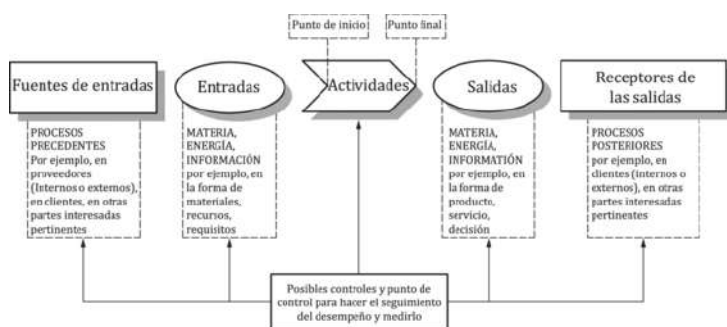 Punto de inicio
Punto final
Fuentes de entradas
Entradas
Actividades
Salidas
Receptores de
las salidas
PROCESOS
PRECEDENTES
Por ejemplo, en
proveedores
(Internos o externos),
en clientes, en otras
partes interesadas
pertinentes
MATERIA,
ENERGÍA,
INFORMACIÓN
por ejemplo, en
la forma de
materiales,
recursos,
requisitos
MATERIA,
ENERGÍA,
INFORMATIÓN
por ejemplo, en
la forma de
producto,
servicio,
decisión
PROCESOS
POSTERIORES
por ejemplo, en
clientes (internos o
externos), en otras
partes interesadas
pertinentes
Posibles controles y punto de
control para hacer el seguimiento
del desempeño y medirlo